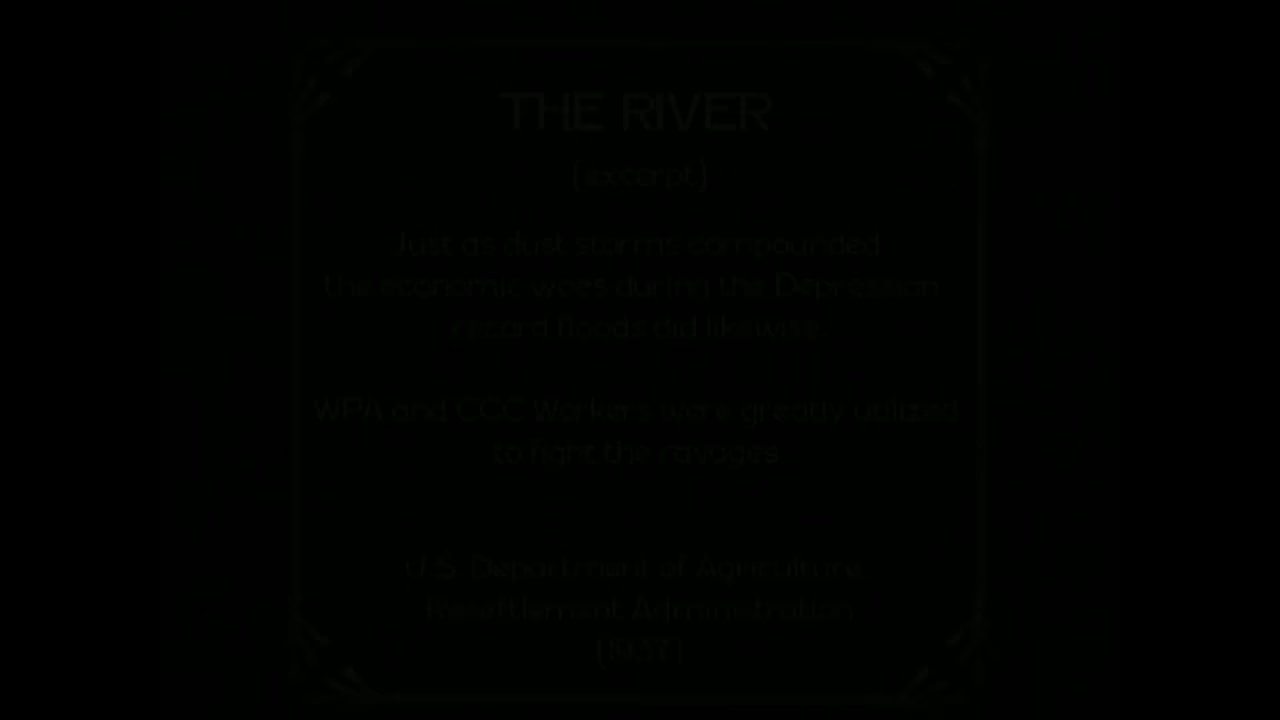 THE RIVER
(excerpt)
Just as dust storms compounded
the economic woes during the Depression
record floods did likewise
WPA and CCC Workers were greatly utilized
to fight the ravages
U.S. Department of Agriculture
Resettlement Administration
(1937)